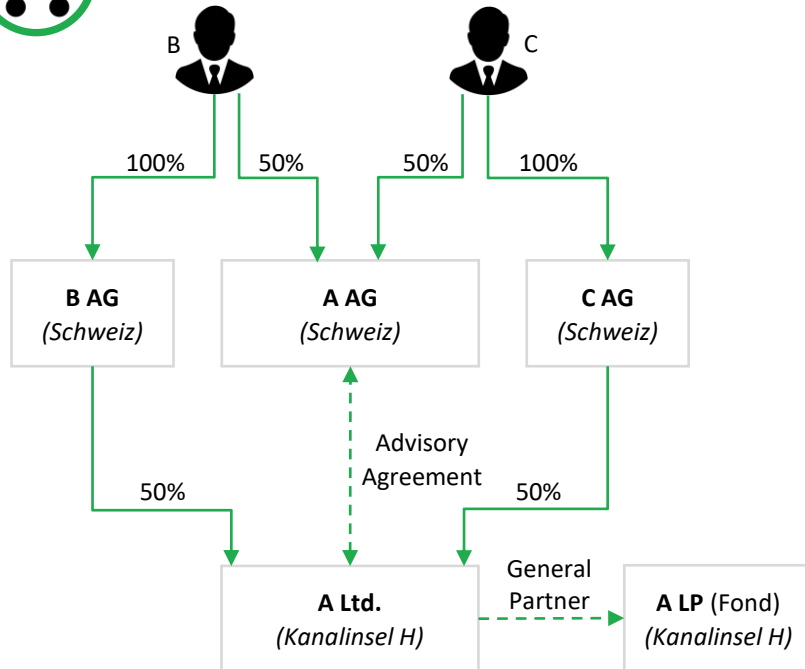 B
C
100%
50%
50%
100%
B AG
(Schweiz)
A AG
(Schweiz)
C AG
(Schweiz)
Advisory
Agreement
50%
50%
General
Partner
A Ltd.
(Kanalinsel H)
A LP (Fond)
(Kanalinsel H)